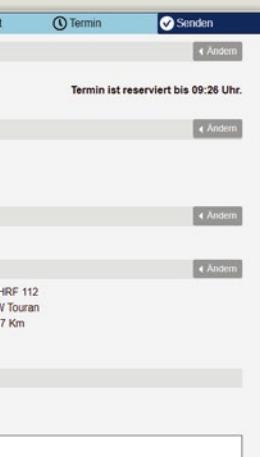 Termin
Senden
Ändern
Termin ist reserviert bis 09:26 Uhr.
Ändern
Ändern
Ändern
HRF 112
Touran
7 Km